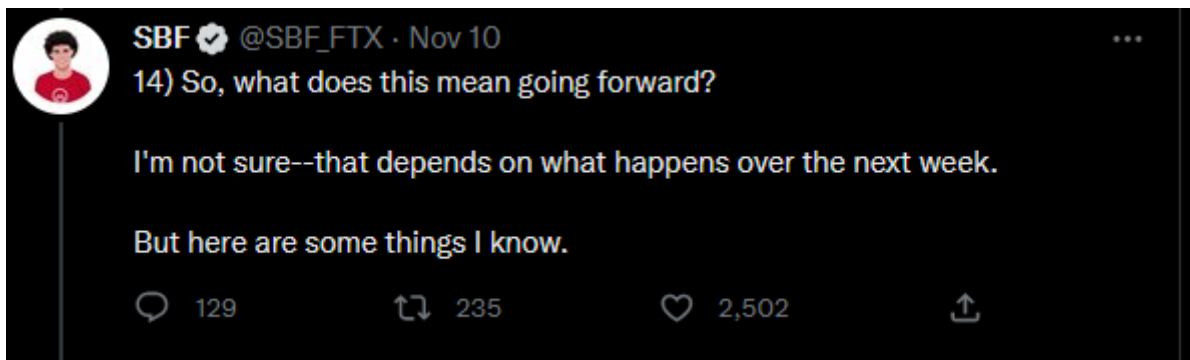 SBF @SBF_FTX · Nov 10
14) So, what does this mean going forward?
I'm not sure--that depends on what happens over the next week.
But here are some things I know.
129 235 2,502